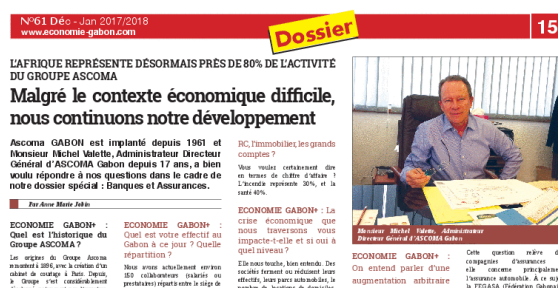 N°61 Déc - Jan 2017/2018
www.economie-gabon.com
Dossier
15
L'AFRIQUE REPRÉSENTE DÉSORMAIS PRÈS DE 80% DE L'ACTIVITÉ
DU GROUPE ASCOMA
Malgré le contexte économique difficile,
nous continuons notre développement
Ascoma GABON est implanté depuis 1961 et
Monsieur Michel Valette, Administrateur Directeur
Général d'ASCOMA Gabon depuis 17 ans, a bien
voulu répondre à nos questions dans le cadre de
notre dossier spécial : Banques et Assurances.
Par Anne Marie Jobin
ECONOMIE GABON+ :
Quel est l'historique du
Groupe ASCOMA ?
Les origines du Groupe Ascoma
remontent à 1896, avec la création d'un
cabinet de courtage à Paris. Depuis,
le Groupe s'est considérablement
ECONOMIE GABON+ :
Quel est votre effectif au
Gabon à ce jour ? Quelle
répartition ?
Nous avons actuellement environ
150 collaborateurs (salariés ou
prestataires) répartis entre le siège de
RC, l'immobilier, les grands
comptes ?
Vous voulez certainement dire
en termes de chiffre d'affaire ?
L'incendie représente 30%, et la
santé 40%.
ECONOMIE GABON+ : La
crise économique que
nous traversons vous
impacte-t-elle et si oui à
quel niveau ?
Elle nous touche, bien entendu. Des
sociétés ferment ou réduisent leurs
effectifs, leurs parcs automobiles, le
Monsieur Michel Valette, Administrateur
Directeur Général d'ASCOMA Gabon
ECONOMIE GABON+ :
On entend parler d'une
augmentation arbitraire
Cette question relève
compagnies d'assurances
elle concerne
l'assurance automobile. À ce
la FEGASA (Fédération